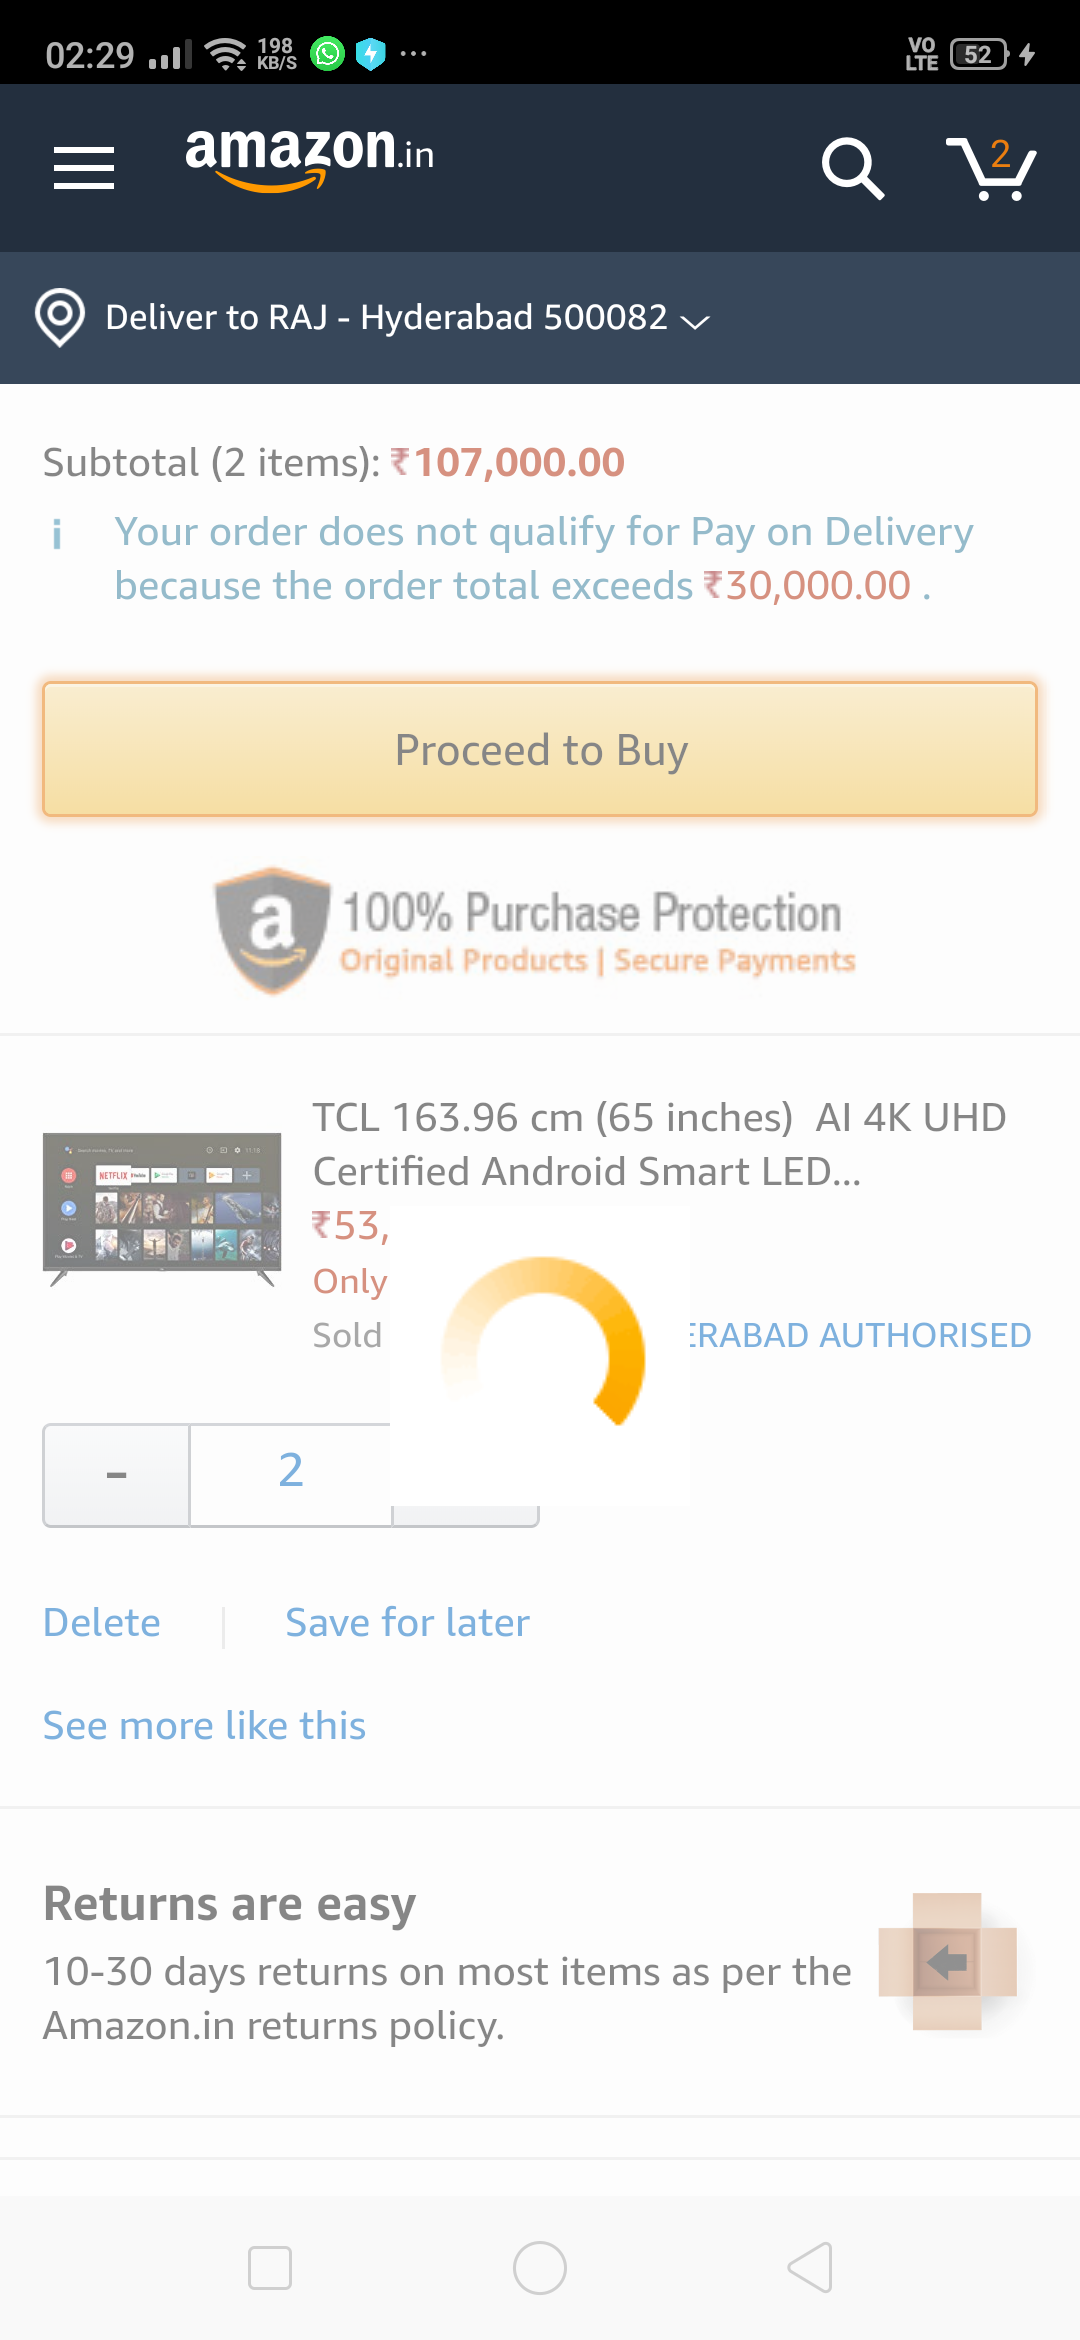 02:29 198 KB/S ... VO LTE 52
amazon.in 2
Deliver to RAJ - Hyderabad 500082
Subtotal (2 items): ₹107,000.00
i Your order does not qualify for Pay on Delivery
because the order total exceeds ₹30,000.00 .
Proceed to Buy
a 100% Purchase Protection
Original Products | Secure Payments
TCL 163.96 cm (65 inches) AI 4K UHD
Certified Android Smart LED...
NETFLIX
₹53,
Only
Sold ERABAD AUTHORISED
- 2
Delete | Save for later
See more like this
Returns are easy
10-30 days returns on most items as per the
Amazon.in returns policy.